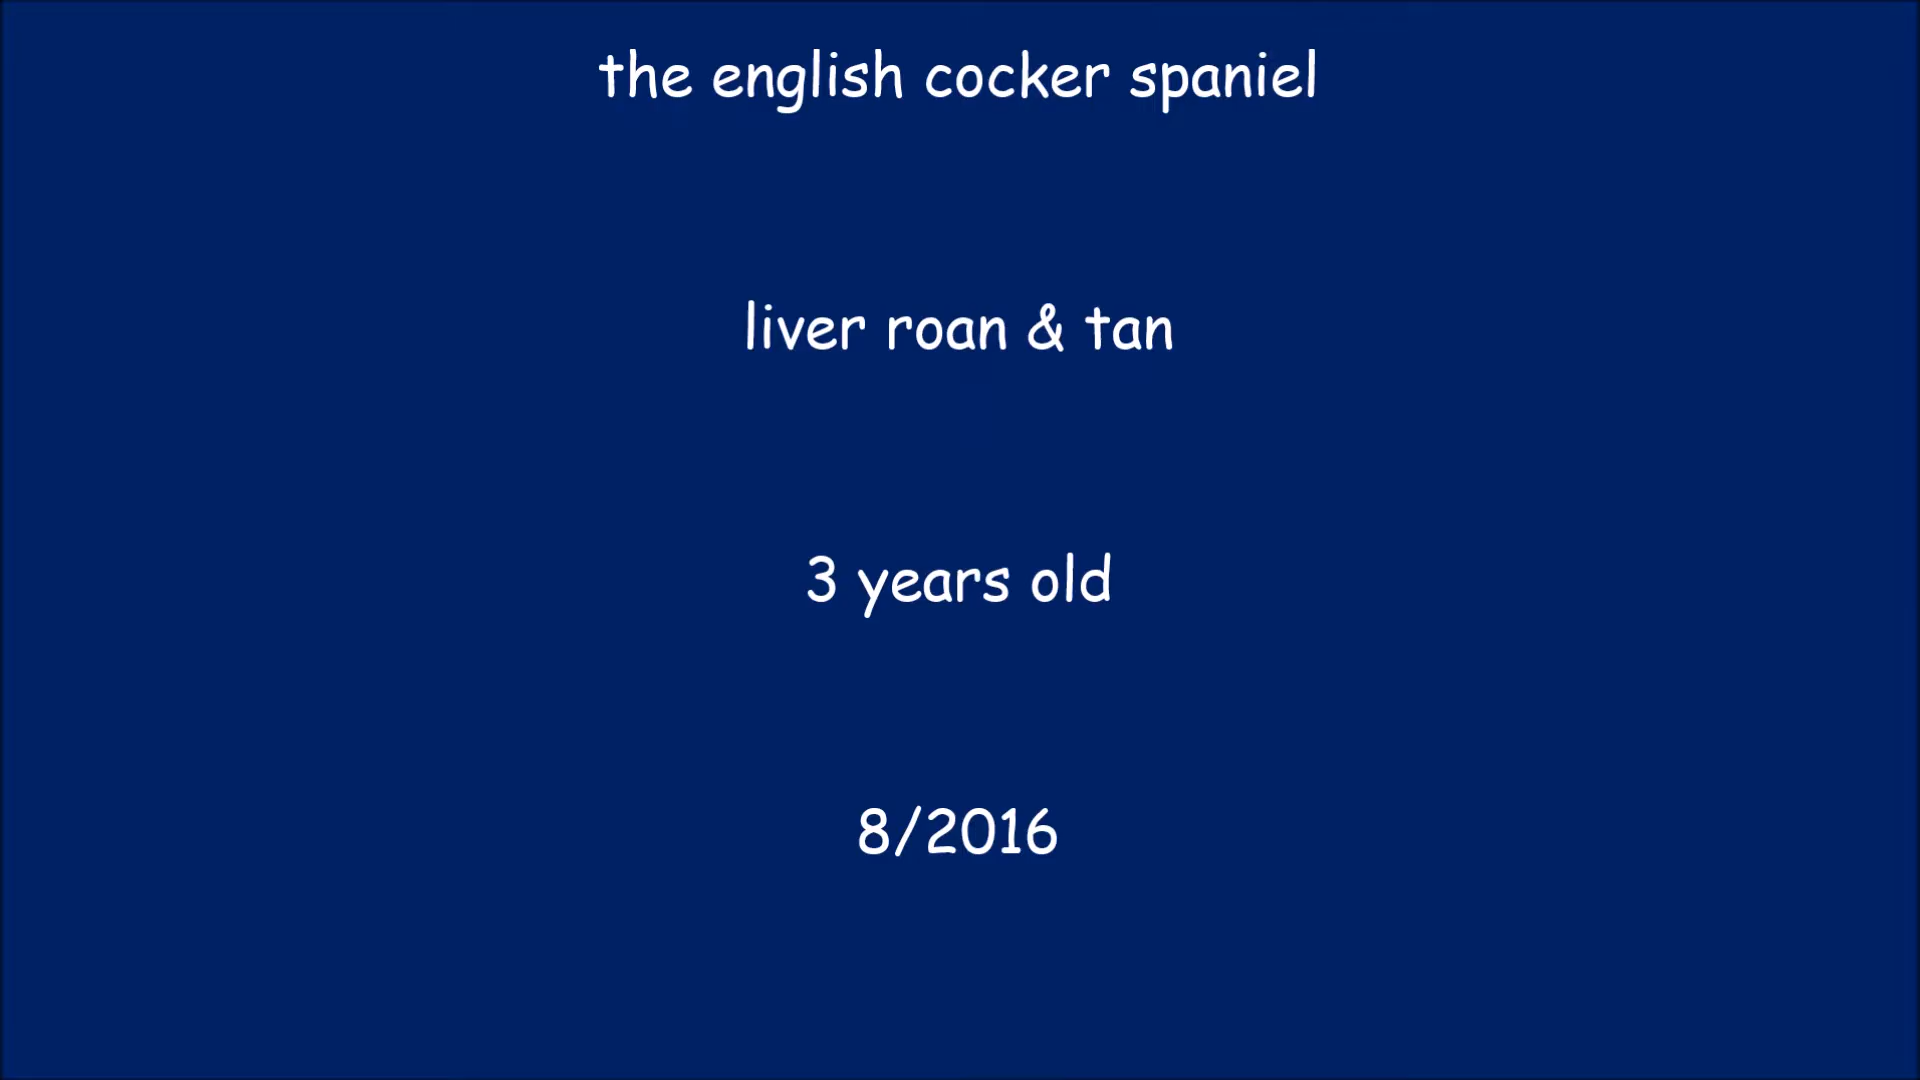 the english cocker spaniel
liver roan & tan
3 years old
8/2016